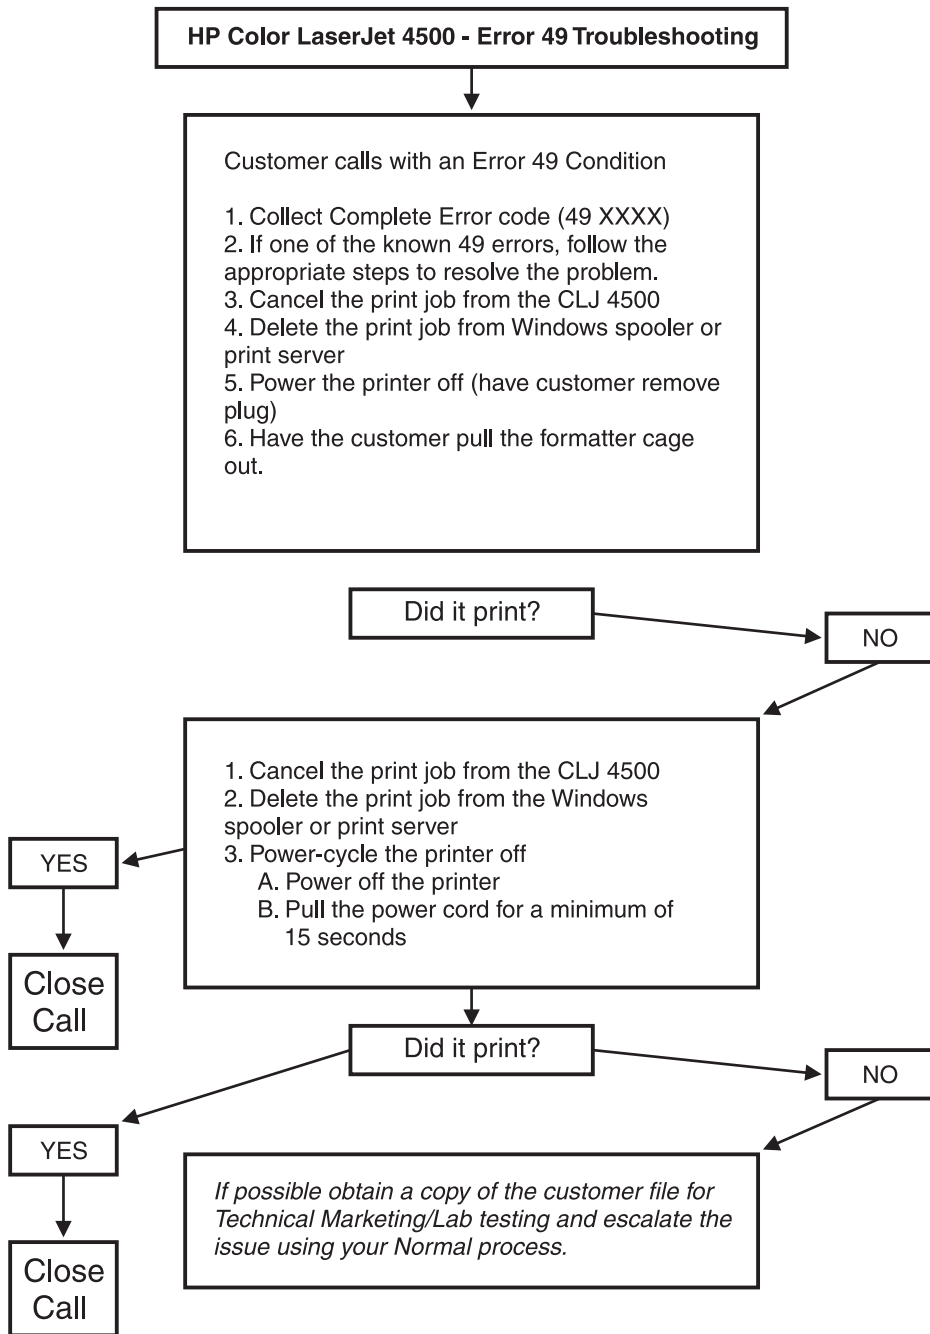 HP Color LaserJet 4500 - Error 49 Troubleshooting
Customer calls with an Error 49 Condition
1. Collect Complete Error code (49 XXXX)
2. If one of the known 49 errors, follow the
appropriate steps to resolve the problem.
3. Cancel the print job from the CLJ 4500
4. Delete the print job from Windows spooler or
print server
5. Power the printer off (have customer remove
plug)
6. Have the customer pull the formatter cage
out.
Did it print?
NO
1. Cancel the print job from the CLJ 4500
2. Delete the print job from the Windows
spooler or print server
3. Power-cycle the printer off
A. Power off the printer
B. Pull the power cord for a minimum of
15 seconds
YES
Close
Call
Did it print?
NO
YES
If possible obtain a copy of the customer file for
Technical Marketing/Lab testing and escalate the
issue using your Normal process.
Close
Call